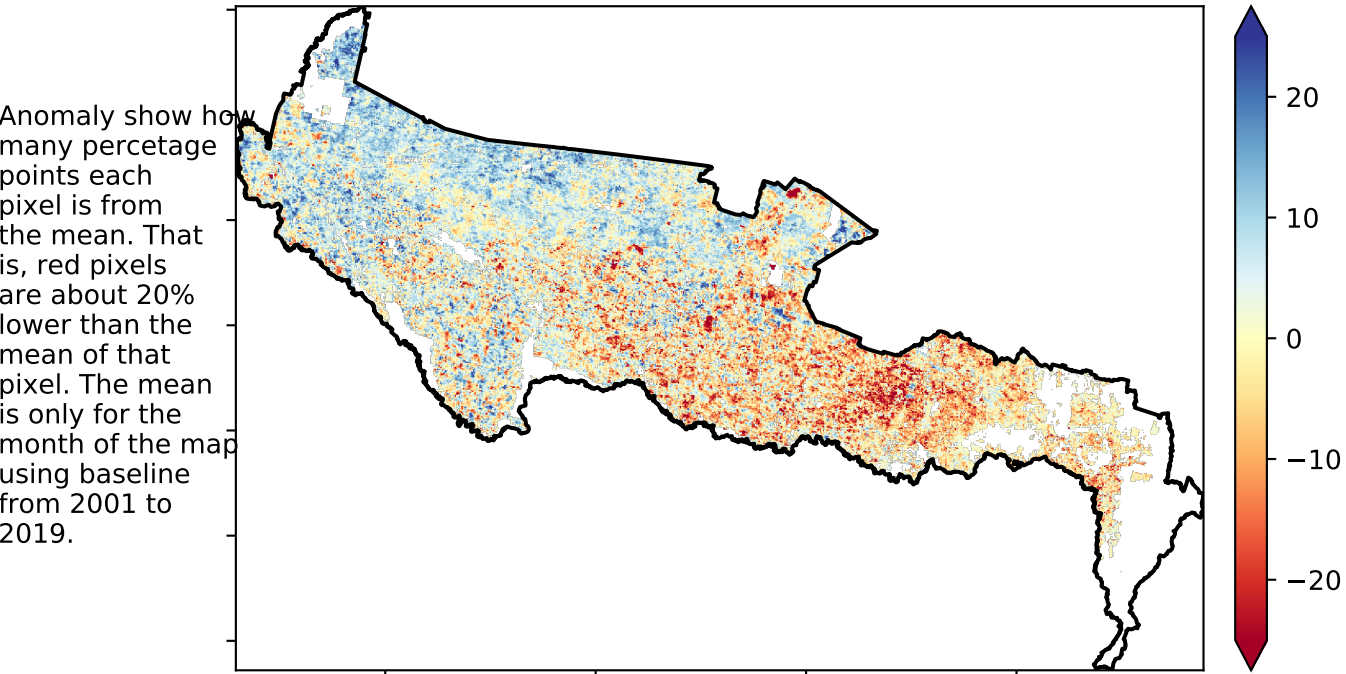 Anomaly show how
many percetage
points each
pixel is from
the mean. That
is, red pixels
are about 20%
lower than the
mean of that
pixel. The mean
is only for the
month of the map
using baseline
from 2001 to
2019.
20
10
0
−10
−20